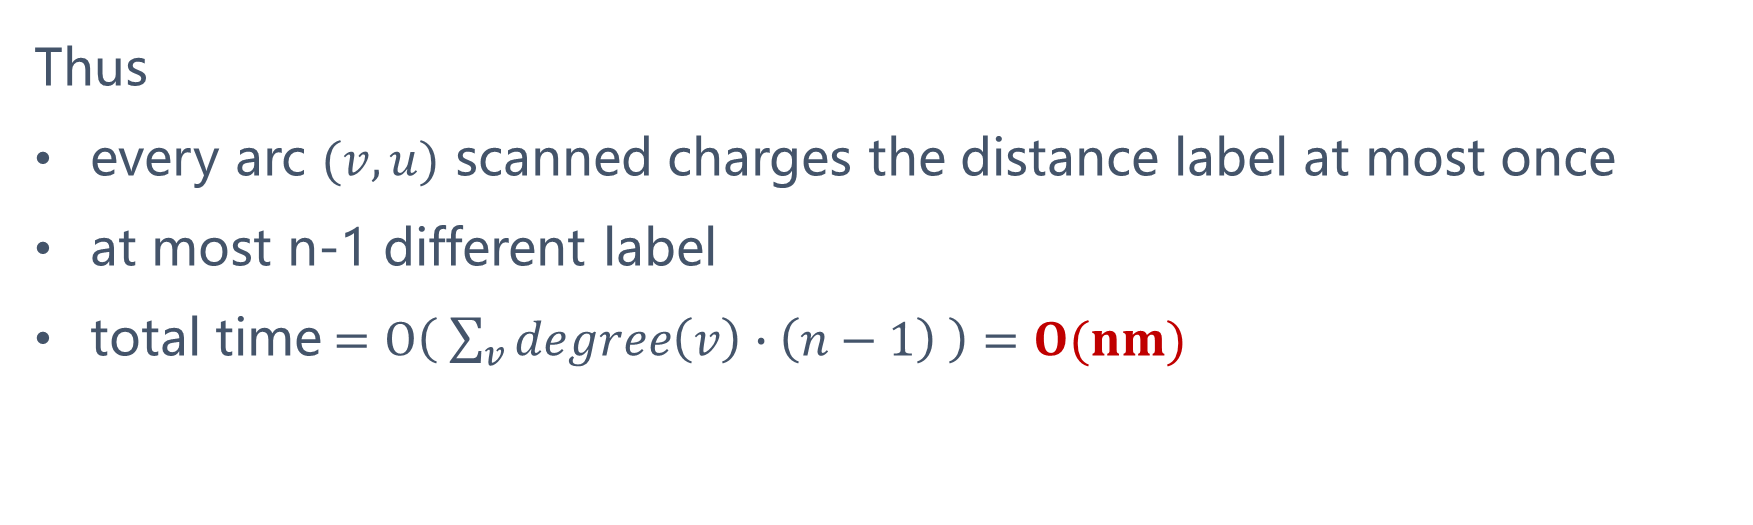 Thus
• every arc (v, u) scanned charges the distance label at most once
• at most n-1 different label
• total time = O( ∑ᵥ degree(v) · (n − 1) ) = O(nm)